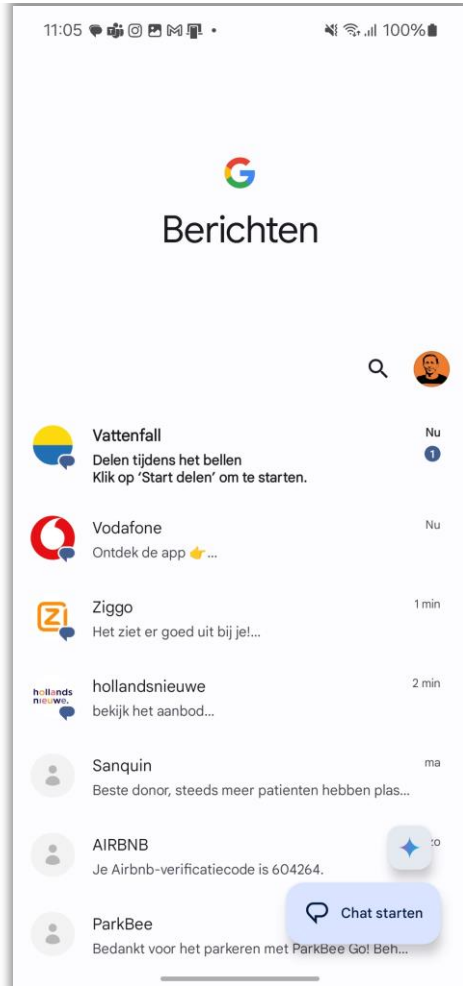 11:05
100%
Berichten
Vattenfall
Nu
Delen tijdens het bellen
1
Klik op ‘Start delen’ om te starten.
Vodafone
Nu
Ontdek de app 👉...
Ziggo
1 min
Het ziet er goed uit bij je!...
hollands
nieuwe.
hollandsnieuwe
2 min
bekijk het aanbod...
Sanquin
ma
Beste donor, steeds meer patienten hebben plas...
AIRBNB
zo
Je Airbnb-verificatiecode is 604264.
Chat starten
ParkBee
Bedankt voor het parkeren met ParkBee Go! Beh...